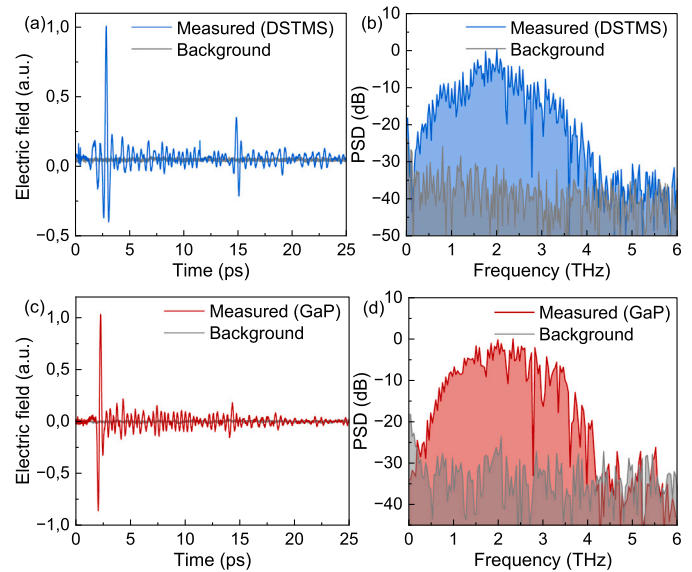 (a)
Measured (DSTMS)
Background
1,0
0,5
0,0
−0,5
Electric field (a.u.)
0 5 10 15 20 25
Time (ps)
(b)
Measured (DSTMS)
Background
10
0
−10
−20
−30
−40
−50
PSD (dB)
0 1 2 3 4 5 6
Frequency (THz)
(c)
Measured (GaP)
Background
1,0
0,5
0,0
−0,5
−1,0
Electric field (a.u.)
0 5 10 15 20 25
Time (ps)
(d)
Measured (GaP)
Background
10
0
−10
−20
−30
−40
PSD (dB)
0 1 2 3 4 5 6
Frequency (THz)